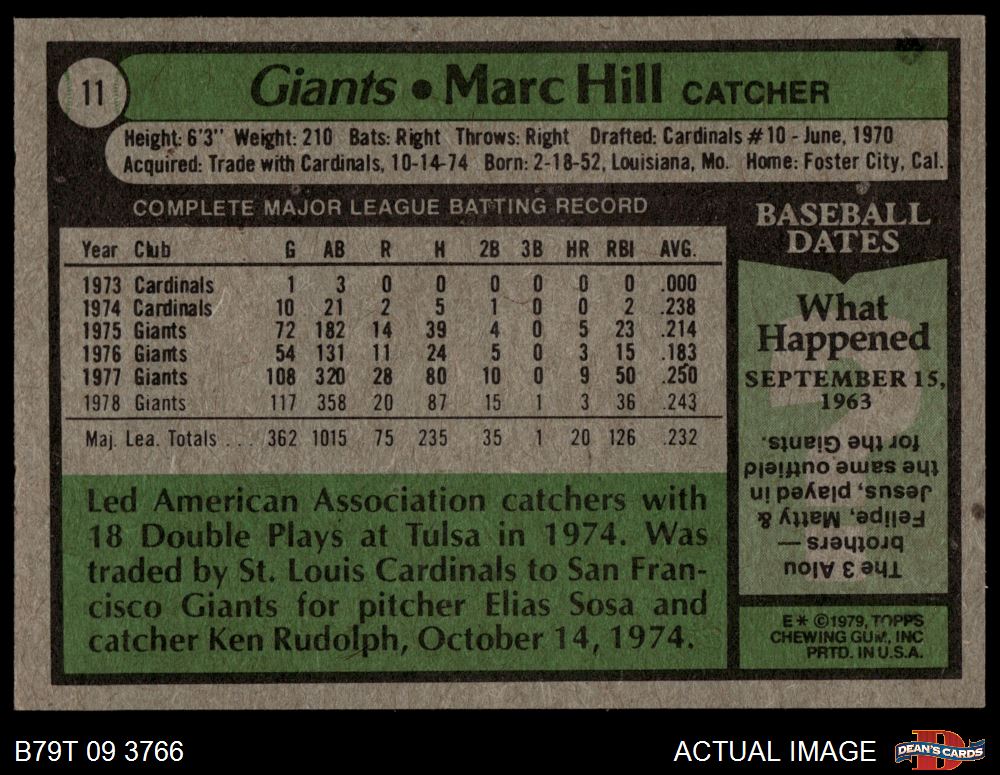 11
Giants • Marc Hill CATCHER
Height: 6'3" Weight: 210 Bats: Right Throws: Right Drafted: Cardinals #10 - June, 1970
Acquired: Trade with Cardinals, 10-14-74 Born: 2-18-52, Louisiana, Mo. Home: Foster City, Cal.
COMPLETE MAJOR LEAGUE BATTING RECORD
Year Club G AB R H 2B 3B HR RBI AVG.
1973 Cardinals 1 3 0 0 0 0 0 0 .000
1974 Cardinals 10 21 2 5 1 0 0 2 .238
1975 Giants 72 182 14 39 4 0 5 23 .214
1976 Giants 54 131 11 24 5 0 3 15 .183
1977 Giants 108 320 28 80 10 0 9 50 .250
1978 Giants 117 358 20 87 15 1 3 36 .243
Maj. Lea. Totals . . . 362 1015 75 235 35 1 20 126 .232
Led American Association catchers with
18 Double Plays at Tulsa in 1974. Was
traded by St. Louis Cardinals to San Fran-
cisco Giants for pitcher Elias Sosa and
catcher Ken Rudolph, October 14, 1974.
BASEBALL
DATES
What
Happened
SEPTEMBER 15,
1963
The 3 Alou
brothers —
Felipe, Matty &
Jesus, played in
the same outfield
for the Giants.
E* ©1979, TOPPS
CHEWING GUM, INC
PRTD. IN U.S.A.
B79T 09 3766
ACTUAL IMAGE
D
DEAN'S CARDS